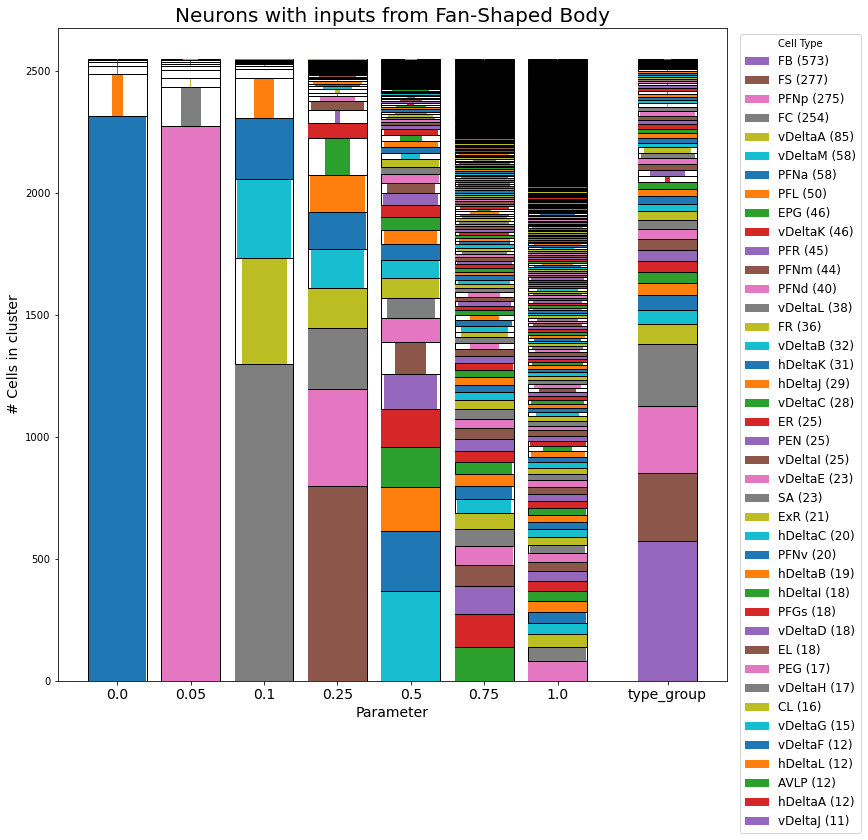 Neurons with inputs from Fan-Shaped Body
# Cells in cluster
2500
2000
1500
1000
500
0
0.0 0.05 0.1 0.25 0.5 0.75 1.0 type_group
Parameter
Cell Type
FB (573)
FS (277)
PFNp (275)
FC (254)
vDeltaA (85)
vDeltaM (58)
PFNa (58)
PFL (50)
EPG (46)
vDeltaK (46)
PFR (45)
PFNm (44)
PFNd (40)
vDeltaL (38)
FR (36)
vDeltaB (32)
hDeltaK (31)
hDeltaJ (29)
vDeltaC (28)
ER (25)
PEN (25)
vDeltaI (25)
vDeltaE (23)
SA (23)
ExR (21)
hDeltaC (20)
PFNv (20)
hDeltaB (19)
hDeltaI (18)
PFGs (18)
vDeltaD (18)
EL (18)
PEG (17)
vDeltaH (17)
CL (16)
vDeltaG (15)
vDeltaF (12)
hDeltaL (12)
AVLP (12)
hDeltaA (12)
vDeltaJ (11)